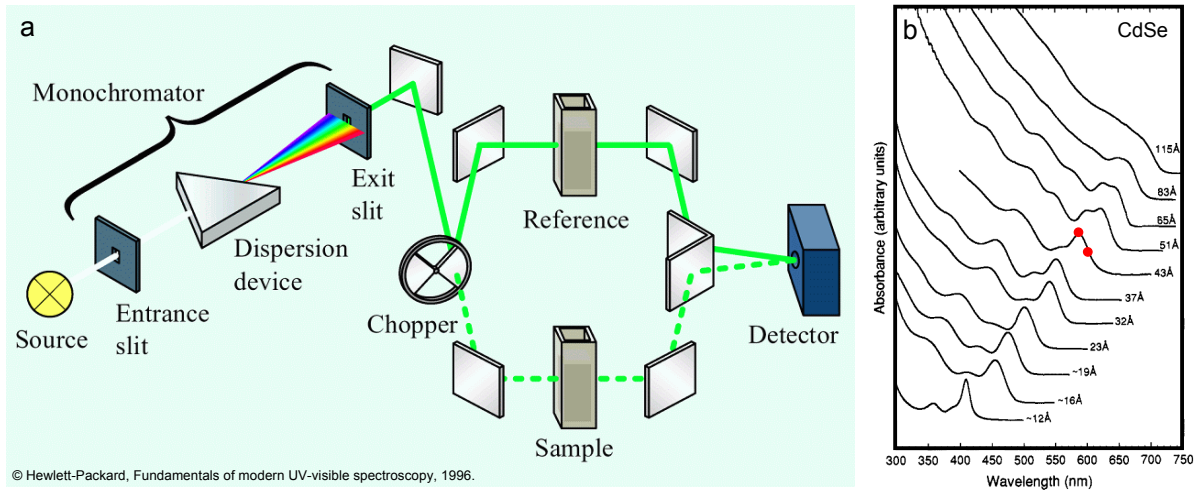 a
Monochromator
Source
Entrance
slit
Dispersion
device
Exit
slit
Chopper
Reference
Sample
Detector
© Hewlett-Packard, Fundamentals of modern UV-visible spectroscopy, 1996.
b
CdSe
Absorbance (arbitrary units)
115Å
83Å
65Å
51Å
43Å
37Å
32Å
23Å
~19Å
~16Å
~12Å
300 350 400 450 500 550 600 650 700 750
Wavelength (nm)